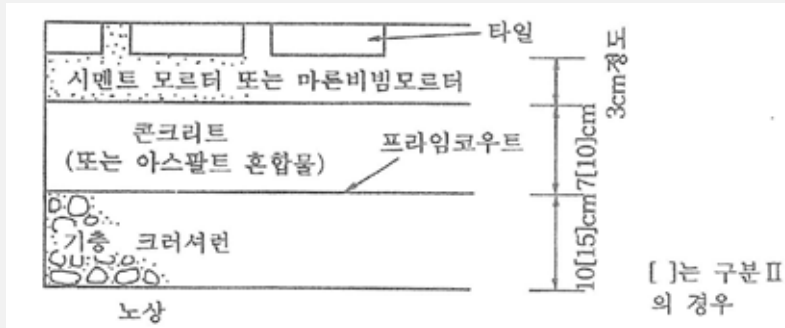 타일
시멘트 모르터 또는 마른비빔모르터
3cm정도
콘크리트
(또는 아스팔트 혼합물)
프라임코우트
7[10]cm
기층 크러셔런
10[15]cm
노상
[ ]는 구분Ⅱ
의 경우